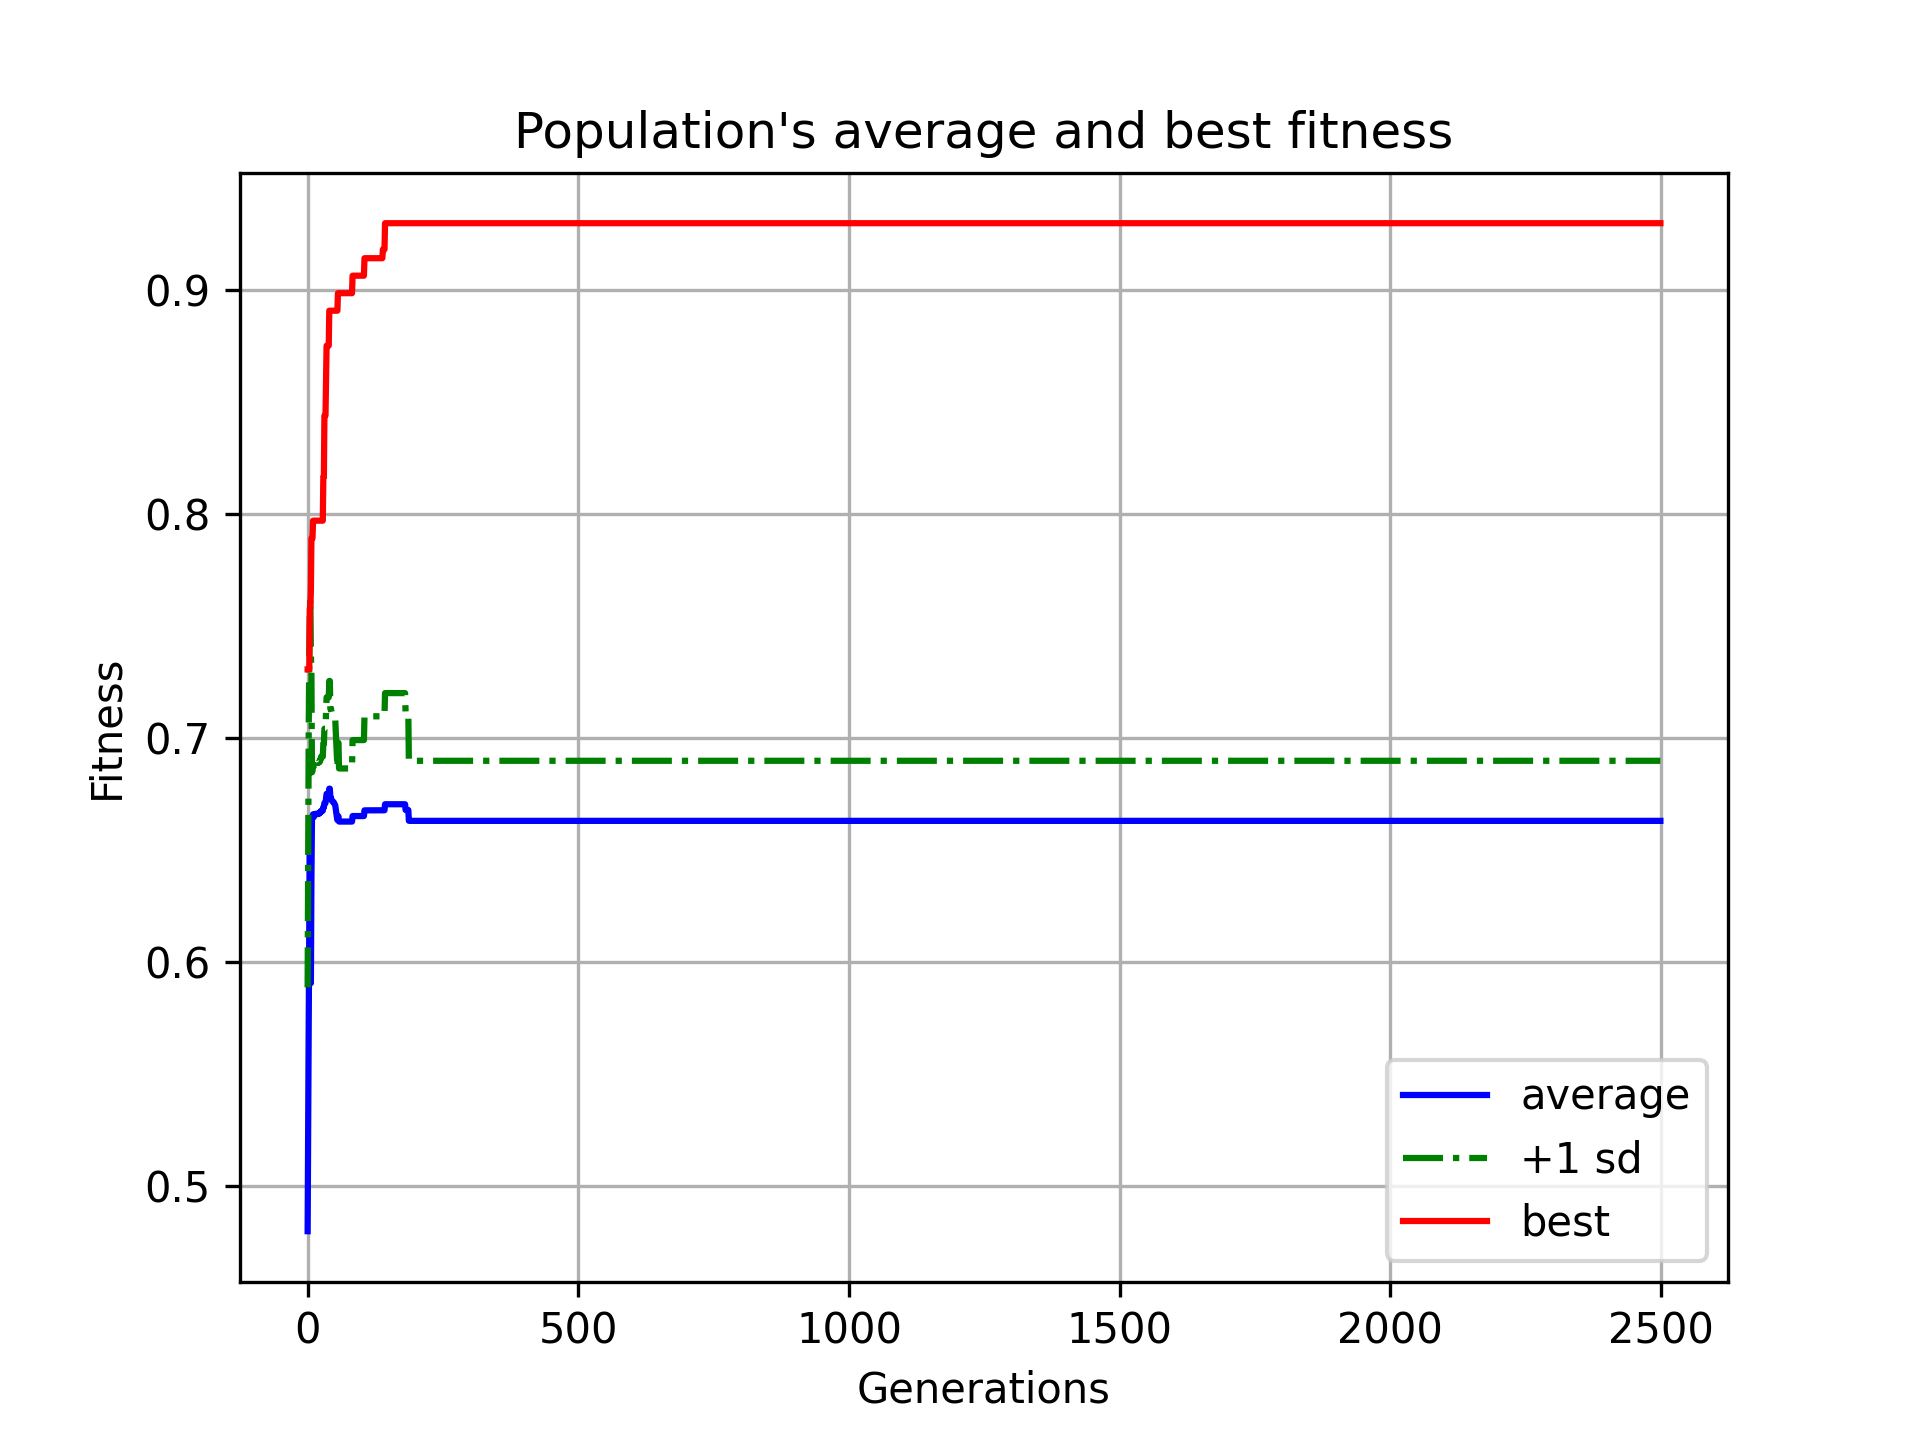 Population's average and best fitness
Fitness
0.9
0.8
0.7
0.6
0.5
0 500 1000 1500 2000 2500
Generations
average
+1 sd
best